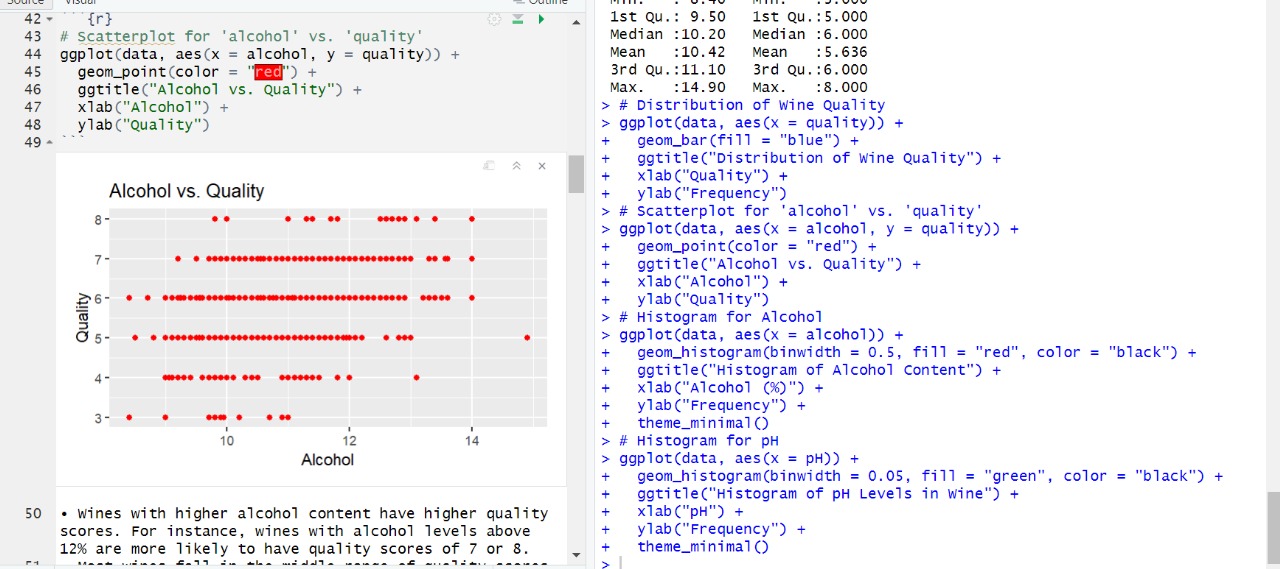 Source
Visual
Outline
42 ```{r}
43 # Scatterplot for 'alcohol' vs. 'quality'
44 ggplot(data, aes(x = alcohol, y = quality)) +
45 geom_point(color = "red") +
46 ggtitle("Alcohol vs. Quality") +
47 xlab("Alcohol") +
48 ylab("Quality")
49 ```
Alcohol vs. Quality
8
7
6
5
4
3
Quality
10 12 14
Alcohol
50 • Wines with higher alcohol content have higher quality
scores. For instance, wines with alcohol levels above
12% are more likely to have quality scores of 7 or 8.
51 • Most wines fall in the middle range of quality scores
Min. : 8.40 Min. :3.000
1st Qu.: 9.50 1st Qu.:5.000
Median :10.20 Median :6.000
Mean :10.42 Mean :5.636
3rd Qu.:11.10 3rd Qu.:6.000
Max. :14.90 Max. :8.000
> # Distribution of Wine Quality
> ggplot(data, aes(x = quality)) +
+ geom_bar(fill = "blue") +
+ ggtitle("Distribution of Wine Quality") +
+ xlab("Quality") +
+ ylab("Frequency")
> # Scatterplot for 'alcohol' vs. 'quality'
> ggplot(data, aes(x = alcohol, y = quality)) +
+ geom_point(color = "red") +
+ ggtitle("Alcohol vs. Quality") +
+ xlab("Alcohol") +
+ ylab("Quality")
> # Histogram for Alcohol
> ggplot(data, aes(x = alcohol)) +
+ geom_histogram(binwidth = 0.5, fill = "red", color = "black") +
+ ggtitle("Histogram of Alcohol Content") +
+ xlab("Alcohol (%)") +
+ ylab("Frequency") +
+ theme_minimal()
> # Histogram for pH
> ggplot(data, aes(x = pH)) +
+ geom_histogram(binwidth = 0.05, fill = "green", color = "black") +
+ ggtitle("Histogram of pH Levels in Wine") +
+ xlab("pH") +
+ ylab("Frequency") +
+ theme_minimal()
>